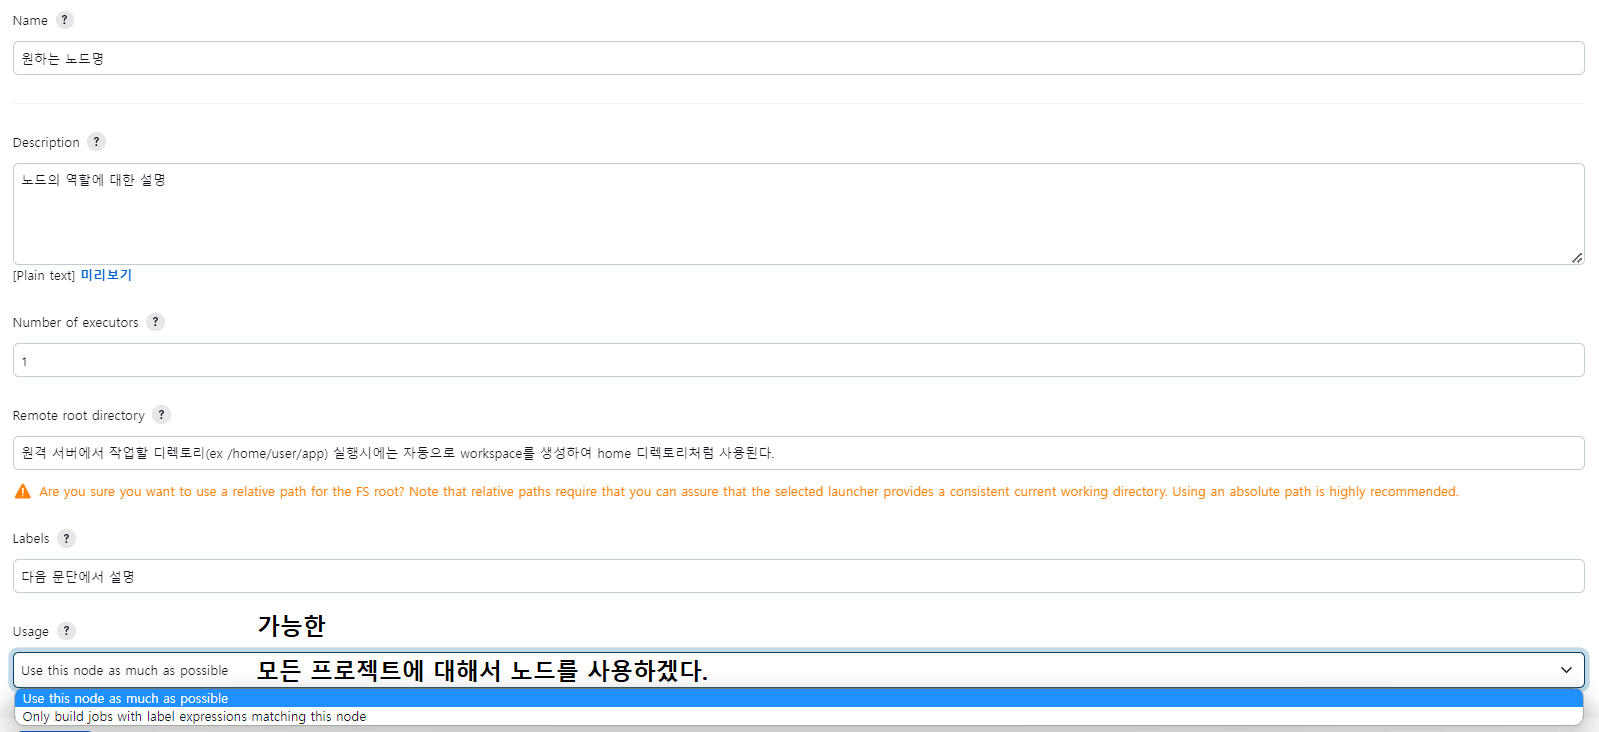 Name ?
원하는 노드명
Description ?
노드의 역할에 대한 설명
[Plain text] 미리보기
Number of executors ?
1
Remote root directory ?
원격 서버에서 작업할 디렉토리(ex /home/user/app) 실행시에는 자동으로 workspace를 생성하여 home 디렉토리처럼 사용된다.
Are you sure you want to use a relative path for the FS root? Note that relative paths require that you can assure that the selected launcher provides a consistent current working directory. Using an absolute path is highly recommended.
Labels ?
다음 문단에서 설명
Usage ?
가능한
Use this node as much as possible 모든 프로젝트에 대해서 노드를 사용하겠다.
Use this node as much as possible
Only build jobs with label expressions matching this node